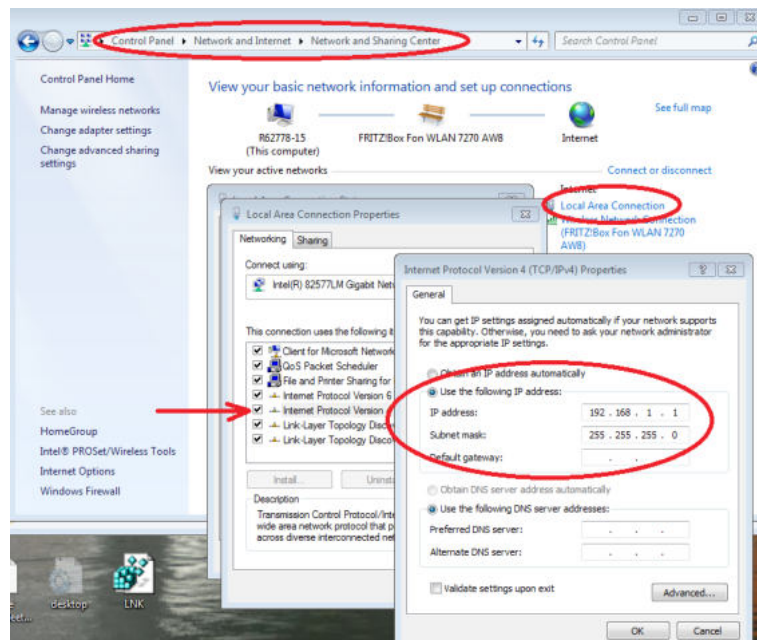 Control Panel Network and Internet Network and Sharing Center
Search Control Panel
Control Panel Home
Manage wireless networks
Change adapter settings
Change advanced sharing
settings
See also
HomeGroup
Intel® PROSet/Wireless Tools
Internet Options
Windows Firewall
View your basic network information and set up connections
See full map
R62778-15
(This computer)
FRITZ!Box Fon WLAN 7270 AWB
Internet
View your active networks
Connect or disconnect
Internet
Local Area Connection
Wireless Network Connection
(FRITZ!Box Fon WLAN 7270
AWB)
Local Area Connection Properties
Networking
Sharing
Connect using:
Intel(R) 82577LM Gigabit Net
This connection uses the following it
Client for Microsoft Network
QoS Packet Scheduler
File and Printer Sharing for
Internet Protocol Version 6
Internet Protocol Version
Link-Layer Topology Disco
Link-Layer Topology Disco
Install...
Uninsta
Description
Transmission Control Protocol/Inte
wide area network protocol that p
across diverse interconnected net
Internet Protocol Version 4 (TCP/IPv4) Properties
General
You can get IP settings assigned automatically if your network supports
this capability. Otherwise, you need to ask your network administrator
for the appropriate IP settings.
Obtain an IP address automatically
Use the following IP address:
IP address:
192 . 168 . 1 . 1
Subnet mask:
255 . 255 . 255 . 0
Default gateway:
Obtain DNS server address automatically
Use the following DNS server addresses:
Preferred DNS server:
Alternate DNS server:
Validate settings upon exit
Advanced...
OK
Cancel
desktop
LNK